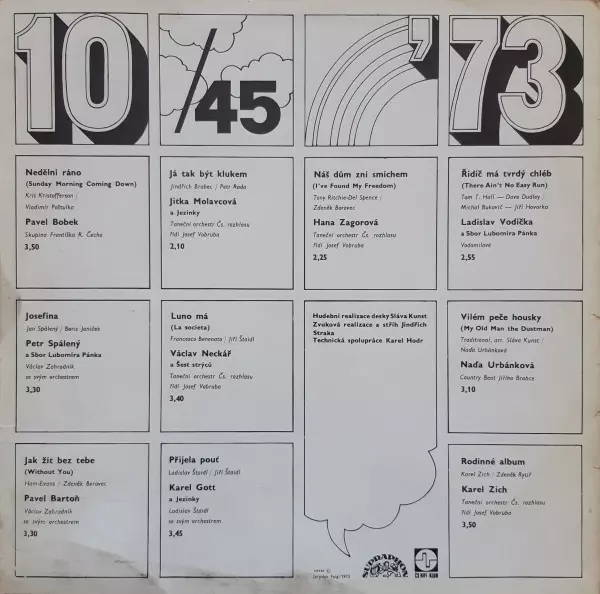 10
/45
'73
Nedělní ráno
(Sunday Morning Coming Down)
Kris Kristofferson /
Vladimír Poštulka
Pavel Bobek
Skupina Františka R. Čecha
3,50
Já tak být klukem
Jindřich Brabec / Petr Rada
Jitka Molavcová
a Jezinky
Taneční orchestr Čs. rozhlasu
řídí Josef Vobruba
2,10
Náš dům zní smíchem
(I've Found My Freedom)
Tony Ritchie-Del Spence /
Zdeněk Borovec
Hana Zagorová
Taneční orchestr Čs. rozhlasu
řídí Josef Vobruba
2,25
Řidič má tvrdý chléb
(There Ain't No Easy Run)
Tom T. Hall — Dave Dudley /
Michal Bukovič — Jiří Hovorka
Ladislav Vodička
a Sbor Lubomíra Pánka
Vodomilové
2,55
Josefína
Jan Spálený / Boris Janíček
Petr Spálený
a Sbor Lubomíra Pánka
Václav Zahradník
se svým orchestrem
3,30
Luno má
(La societa)
Francesca Benenato / Jiří Štaidl
Václav Neckář
a Šest strýců
Taneční orchestr Čs. rozhlasu
řídí Josef Vobruba
3,40
Hudební realizace desky Sláva Kunst
Zvuková realizace a střih Jindřich
Straka
Technická spolupráce Karel Hodr
Vilém peče housky
(My Old Man the Dustman)
Traditional, arr. Sláva Kunst /
Naďa Urbánková
Naďa Urbánková
Country Beat Jiřího Brabce
3,10
Jak žít bez tebe
(Without You)
Ham-Evans / Zdeněk Borovec
Pavel Bartoň
Václav Zahradník
se svým orchestrem
3,30
Přijela pouť
Ladislav Štaidl / Jiří Štaidl
Karel Gott
a Jezinky
Ladislav Štaidl
se svým orchestrem
3,45
Rodinné album
Karel Zich / Zdeněk Rytíř
Karel Zich
Taneční orchestr Čs. rozhlasu
řídí Josef Vobruba
3,50
SUPRAPHON
ČS HIFI KLUB